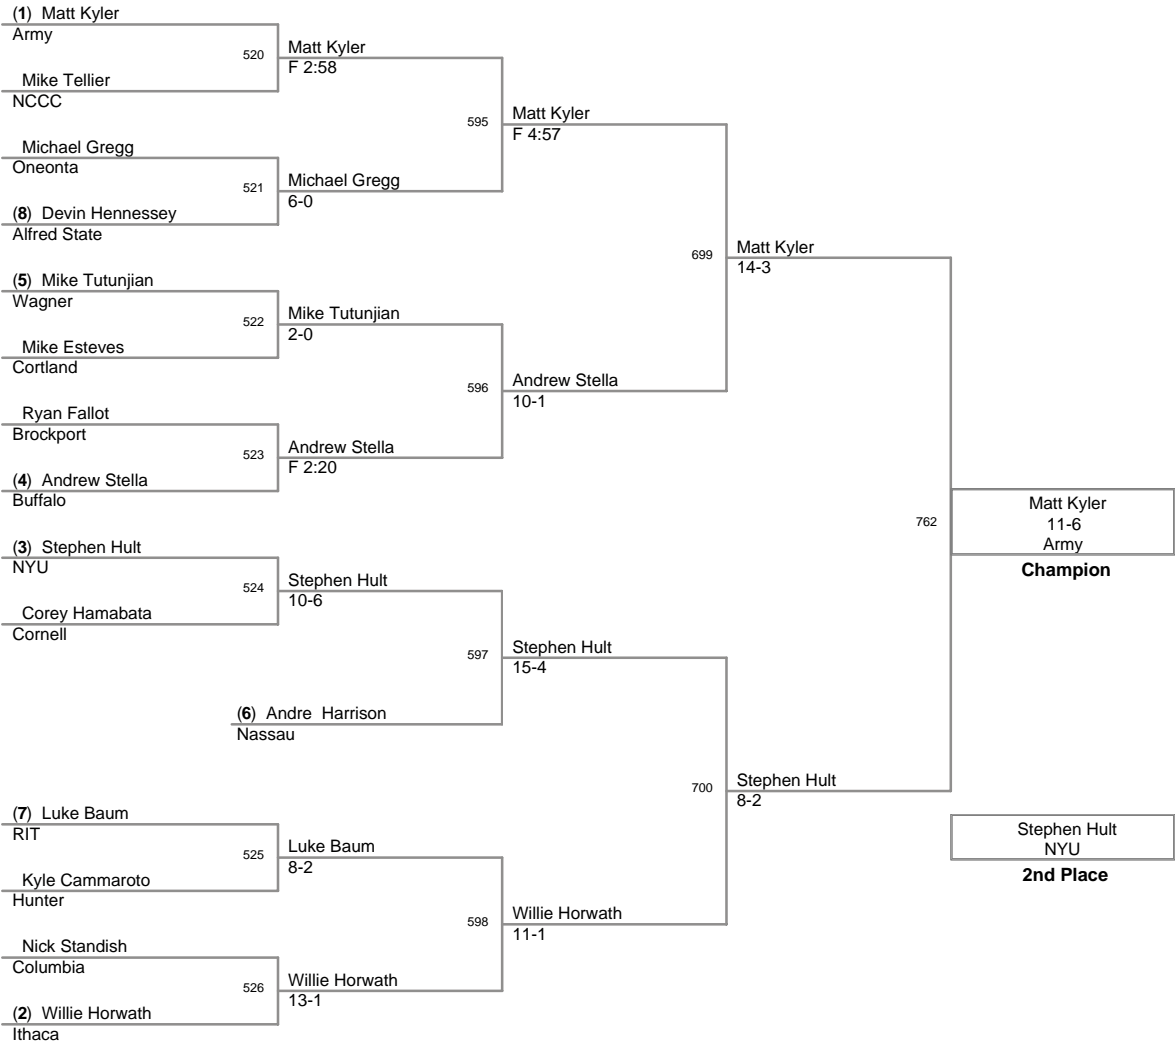 (1) Matt Kyler
Army
520
Matt Kyler
F 2:58
Mike Tellier
NCCC
595
Matt Kyler
F 4:57
Michael Gregg
Oneonta
521
Michael Gregg
6-0
(8) Devin Hennessey
Alfred State
699
Matt Kyler
14-3
(5) Mike Tutunjian
Wagner
522
Mike Tutunjian
2-0
Mike Esteves
Cortland
596
Andrew Stella
10-1
Ryan Fallot
Brockport
523
Andrew Stella
F 2:20
(4) Andrew Stella
Buffalo
762
Matt Kyler
11-6
Army
Champion
(3) Stephen Hult
NYU
524
Stephen Hult
10-6
Corey Hamabata
Cornell
597
Stephen Hult
15-4
(6) Andre Harrison
Nassau
700
Stephen Hult
8-2
(7) Luke Baum
RIT
525
Luke Baum
8-2
Kyle Cammaroto
Hunter
Stephen Hult
NYU
2nd Place
598
Willie Horwath
11-1
Nick Standish
Columbia
526
Willie Horwath
13-1
(2) Willie Horwath
Ithaca